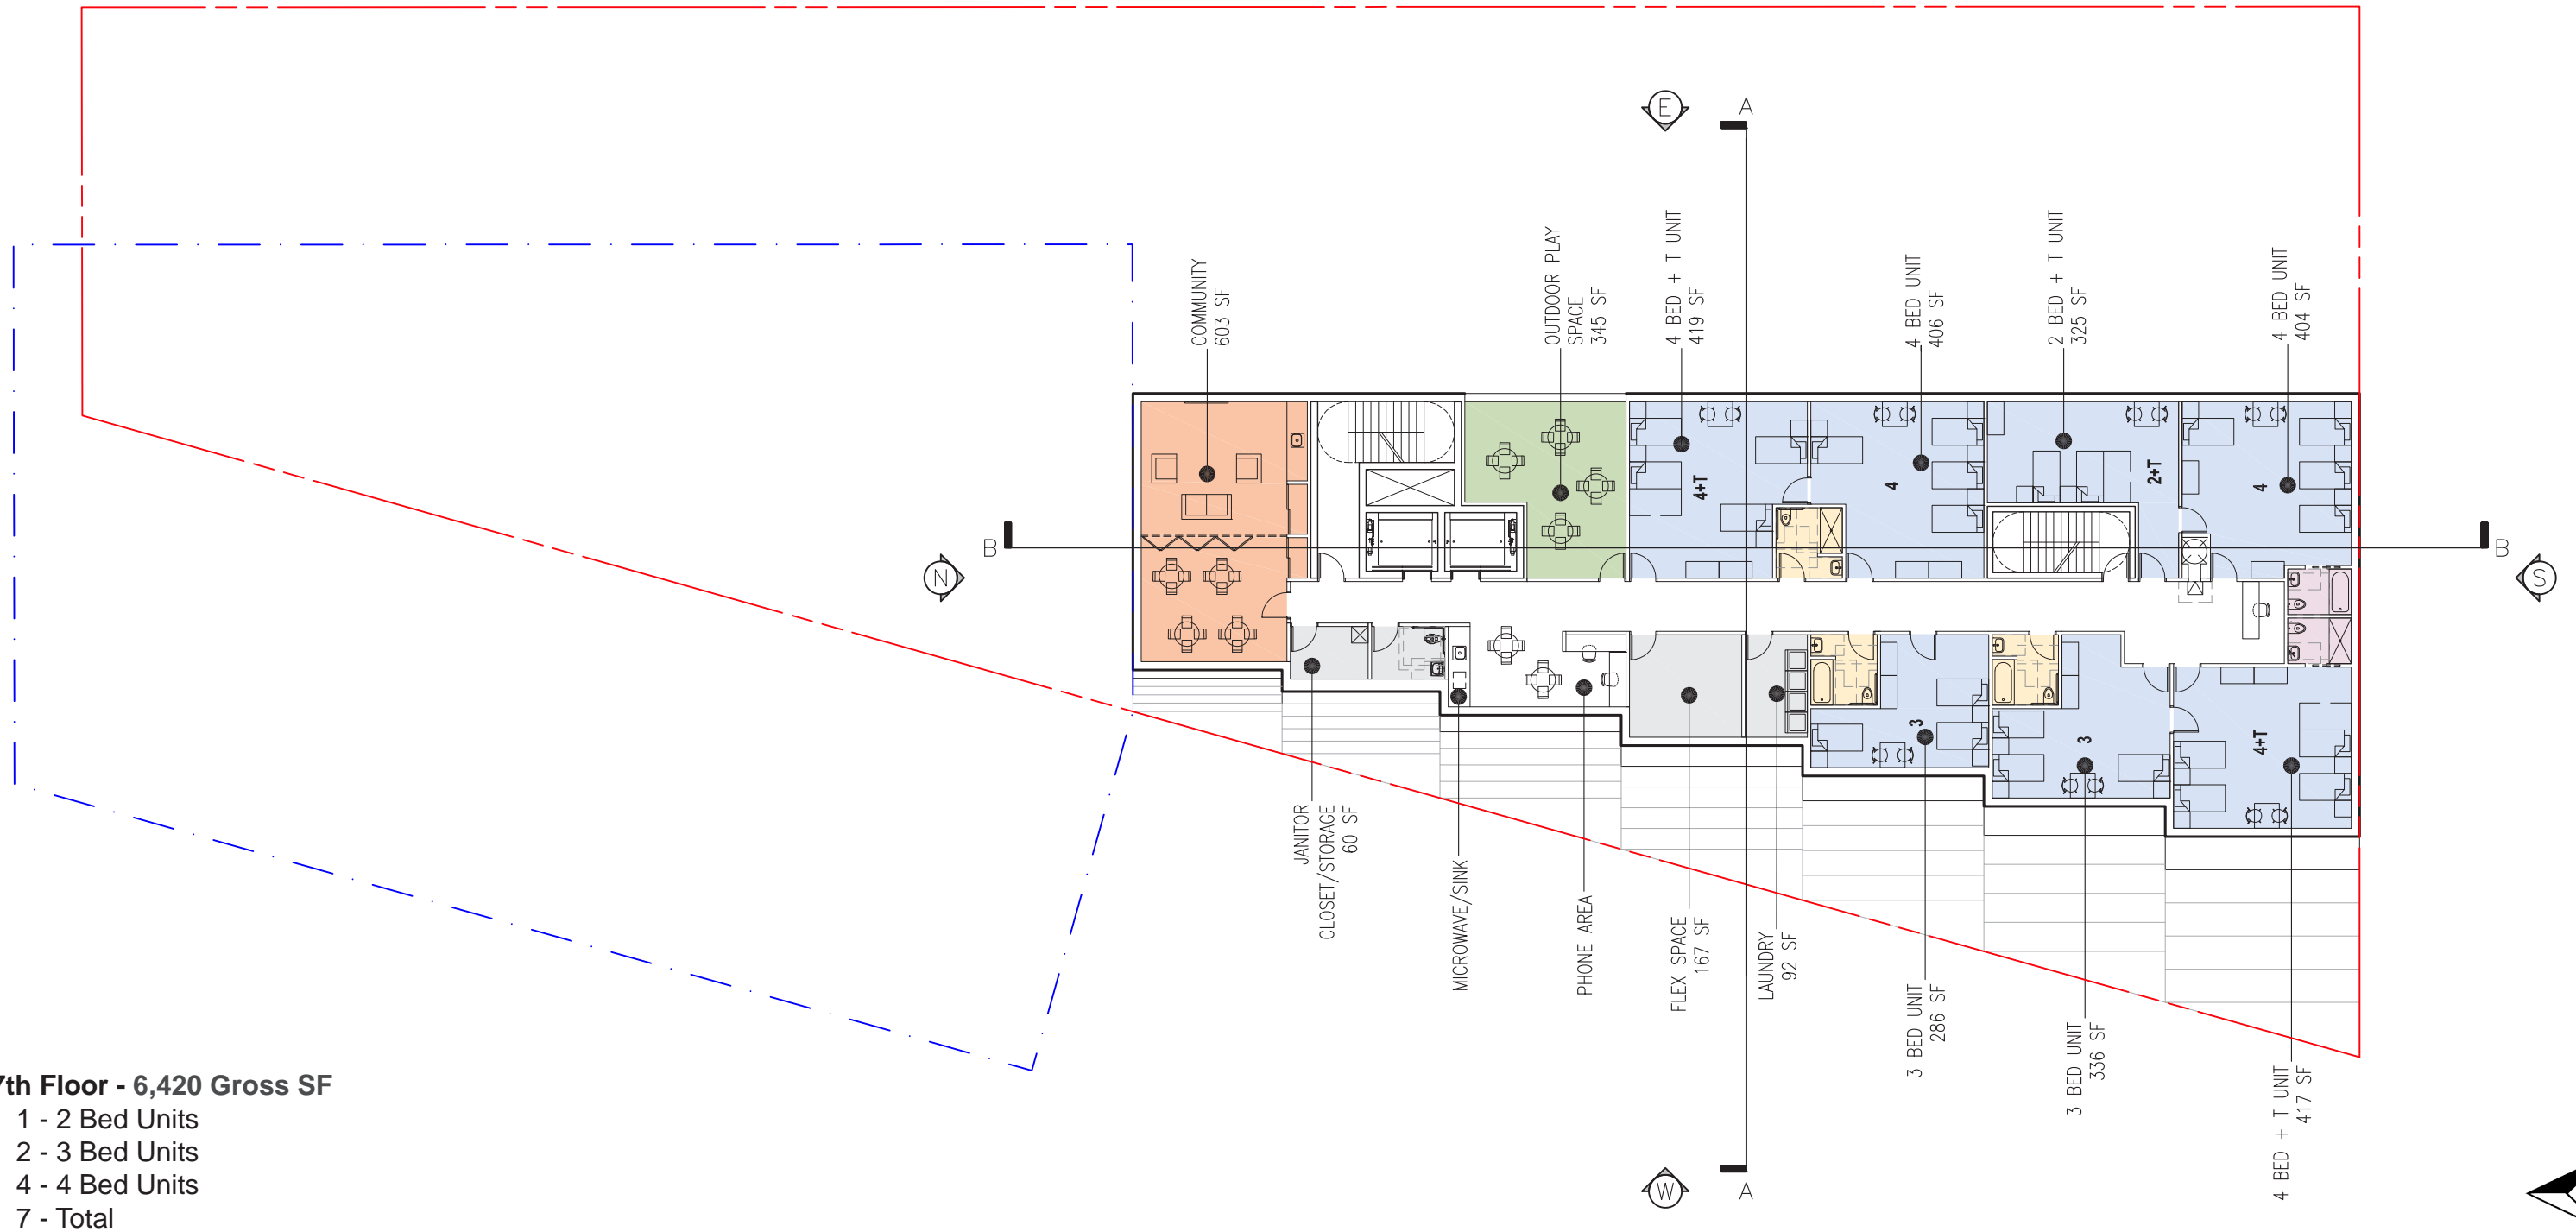 E
A
COMMUNITY
603 SF
OUTDOOR PLAY
SPACE
345 SF
4 BED + T UNIT
419 SF
4 BED UNIT
406 SF
2 BED + T UNIT
325 SF
4 BED UNIT
404 SF
4+T
4
2+T
4
B
B
N
S
3
3
4+T
JANITOR
CLOSET/STORAGE
60 SF
MICROWAVE/SINK
PHONE AREA
FLEX SPACE
167 SF
LAUNDRY
92 SF
3 BED UNIT
286 SF
3 BED UNIT
336 SF
4 BED + T UNIT
417 SF
W
A
7th Floor - 6,420 Gross SF
1 - 2 Bed Units
2 - 3 Bed Units
4 - 4 Bed Units
7 - Total